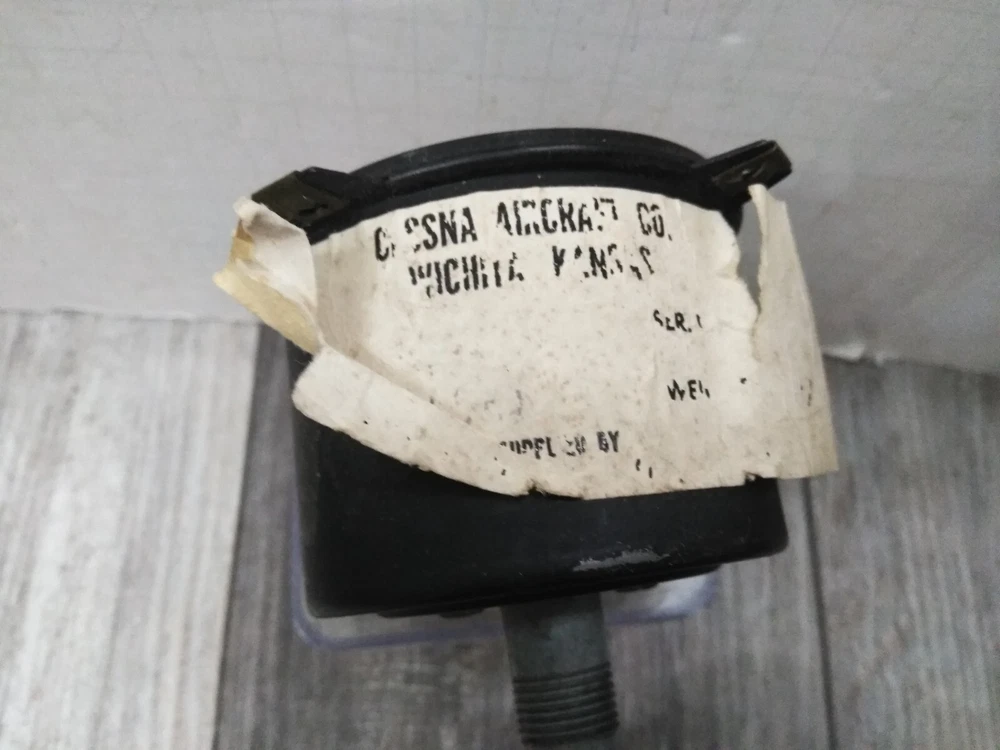 CESSNA AIRCRAFT CO.
WICHITA KANSAS
SER.
SUPPLIED BY